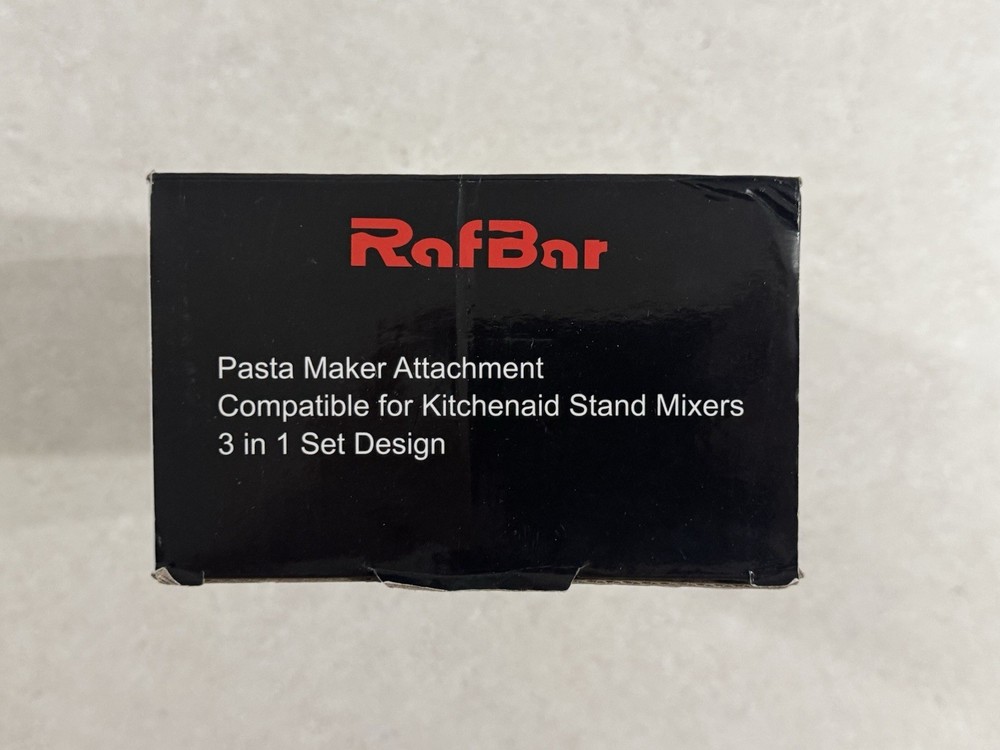 RafBar
Pasta Maker Attachment
Compatible for Kitchenaid Stand Mixers
3 in 1 Set Design